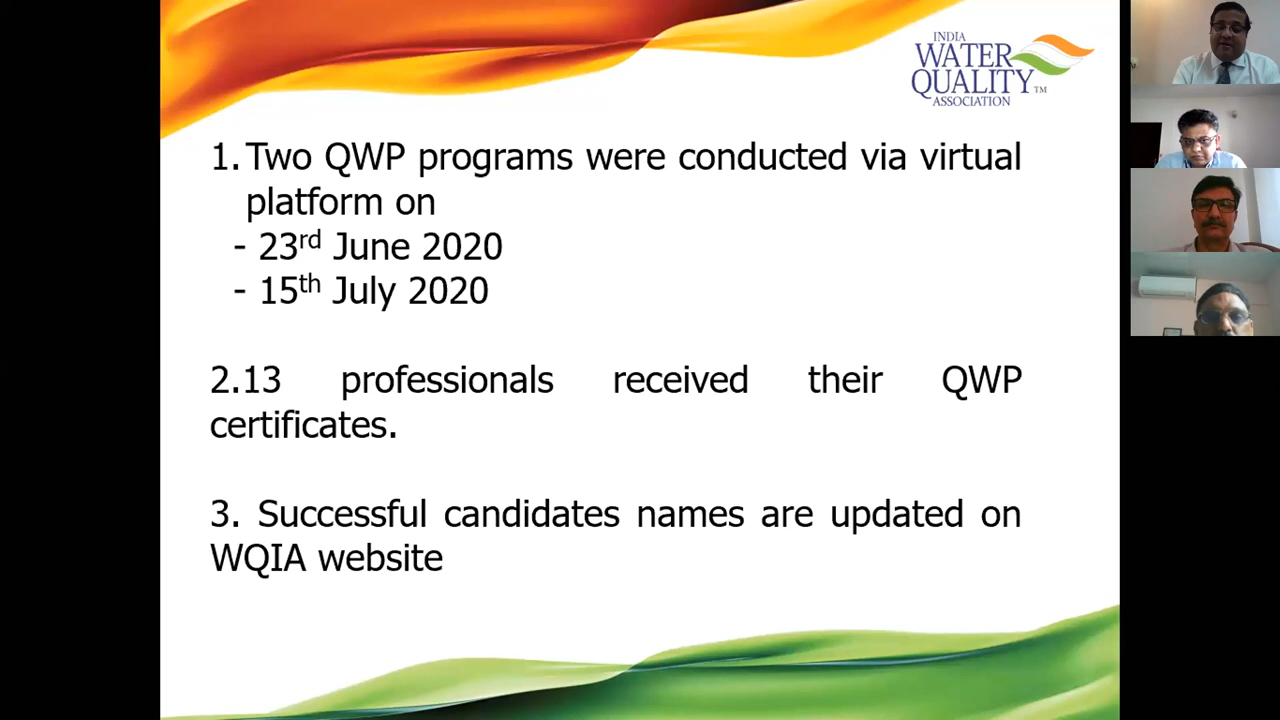 INDIA
WATER
QUALITY™
ASSOCIATION
1. Two QWP programs were conducted via virtual
platform on
- 23rd June 2020
- 15th July 2020
2.13 professionals received their QWP
certificates.
3. Successful candidates names are updated on
WQIA website